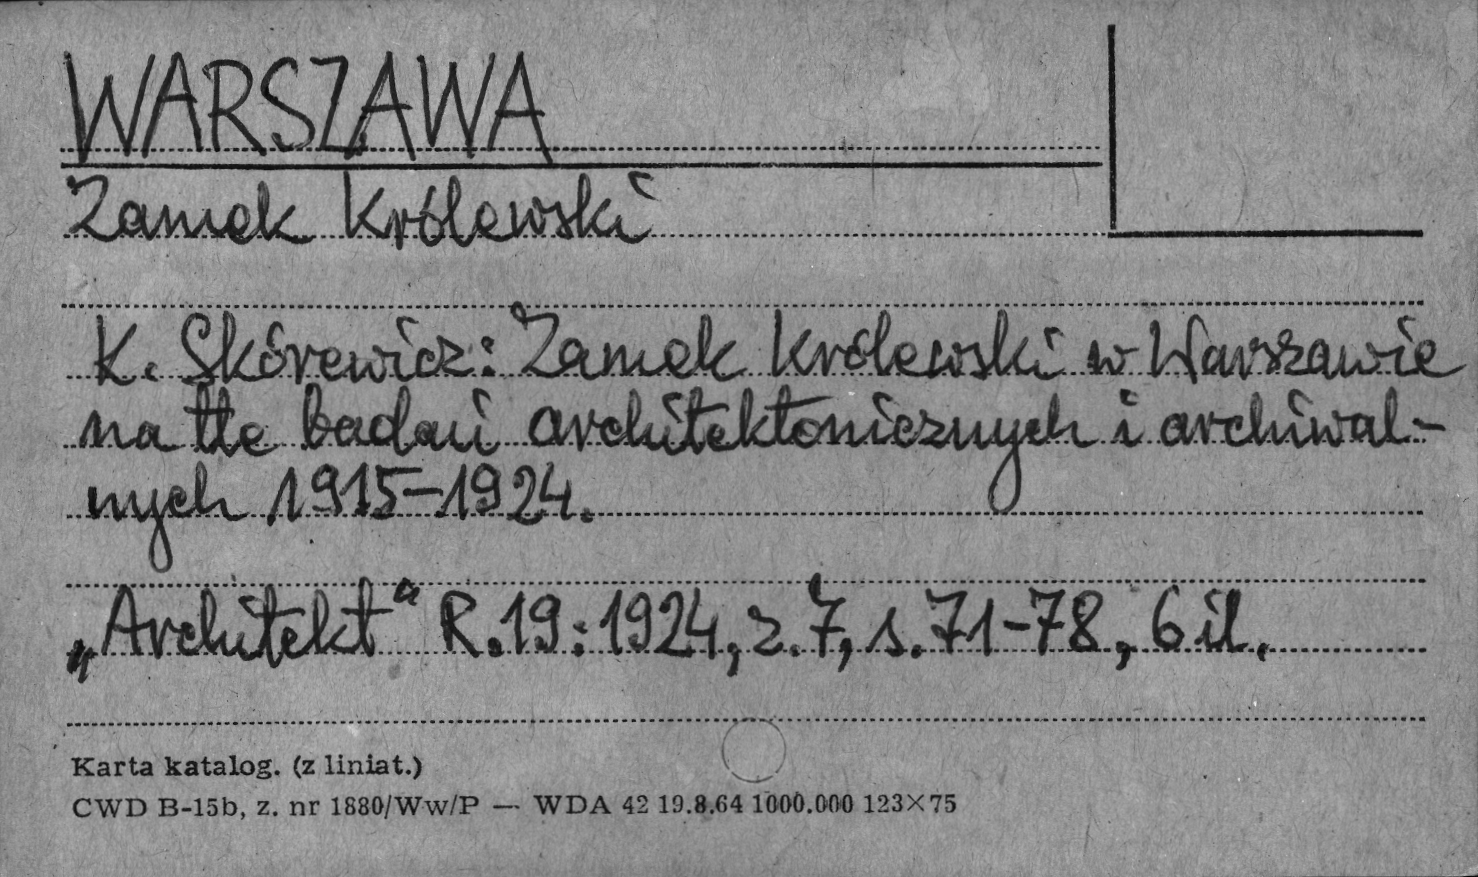 WARSZAWA
Zamek Królewski
K. Skórewicz: Zamek Królewski w Warszawie
na tle badań architektonicznych i archiwal-
nych 1915-1924.
„Architekt" R.19:1924, z.7, s.71-78, 6 il.
Karta katalog. (z liniat.)
CWD B-15b, z. nr 1880/Ww/P — WDA 42 19.8.64 1000.000 123×75